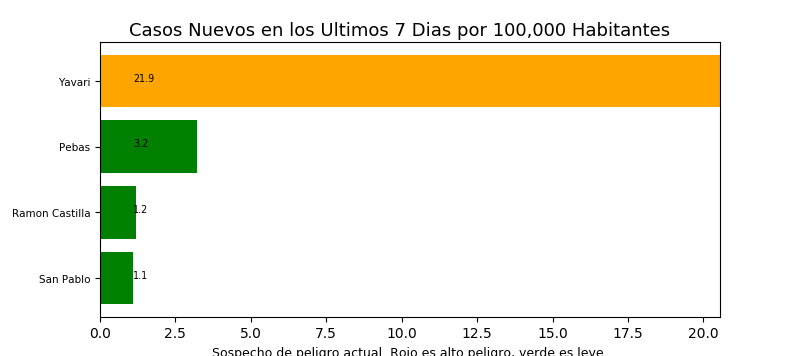 Casos Nuevos en los Ultimos 7 Dias por 100,000 Habitantes
Yavari
21.9
Pebas
3.2
Ramon Castilla
1.2
San Pablo
1.1
0.0 2.5 5.0 7.5 10.0 12.5 15.0 17.5 20.0
Sospecho de peligro actual. Rojo es alto peligro, verde es leve